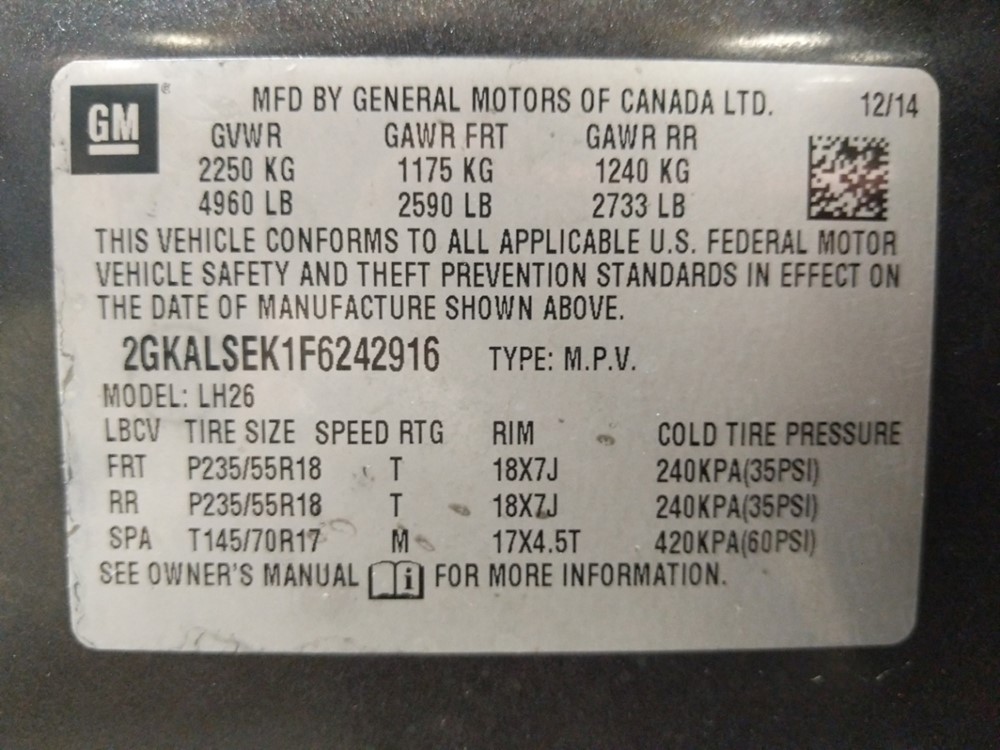 GM ®
MFD BY GENERAL MOTORS OF CANADA LTD. 12/14
GVWR GAWR FRT GAWR RR
2250 KG 1175 KG 1240 KG
4960 LB 2590 LB 2733 LB
THIS VEHICLE CONFORMS TO ALL APPLICABLE U.S. FEDERAL MOTOR
VEHICLE SAFETY AND THEFT PREVENTION STANDARDS IN EFFECT ON
THE DATE OF MANUFACTURE SHOWN ABOVE.
2GKALSEK1F6242916 TYPE: M.P.V.
MODEL: LH26
LBCV TIRE SIZE SPEED RTG RIM COLD TIRE PRESSURE
FRT P235/55R18 T 18X7J 240KPA(35PSI)
RR P235/55R18 T 18X7J 240KPA(35PSI)
SPA T145/70R17 M 17X4.5T 420KPA(60PSI)
SEE OWNER'S MANUAL i FOR MORE INFORMATION.